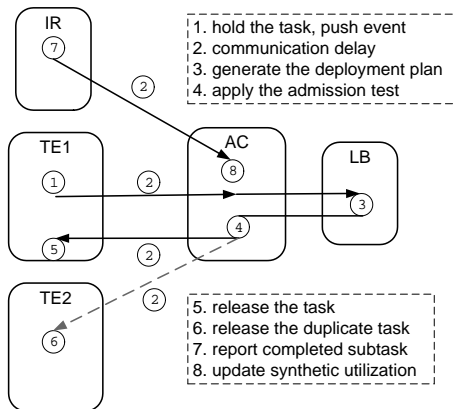 IR
7
2
1. hold the task, push event
2. communication delay
3. generate the deployment plan
4. apply the admission test
TE1
AC
LB
8
1
2
3
4
5
2
TE2
2
6
5. release the task
6. release the duplicate task
7. report completed subtask
8. update synthetic utilization